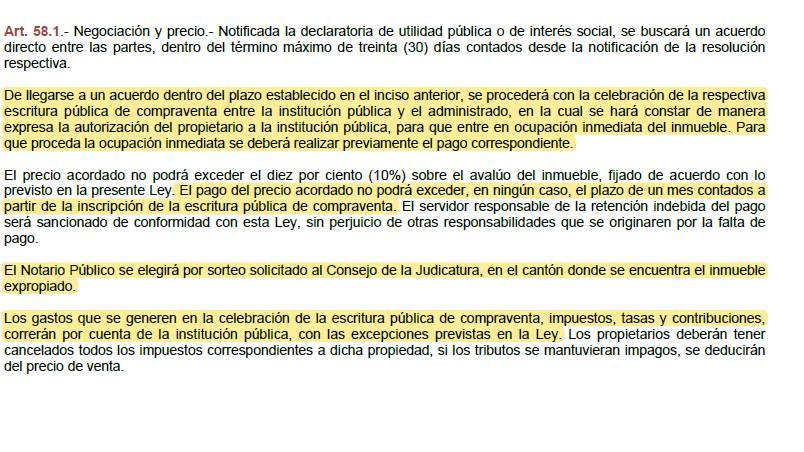 Art. 58.1.- Negociación y precio.- Notificada la declaratoria de utilidad pública o de interés social, se buscará un acuerdo
directo entre las partes, dentro del término máximo de treinta (30) días contados desde la notificación de la resolución
respectiva.
De llegarse a un acuerdo dentro del plazo establecido en el inciso anterior, se procederá con la celebración de la respectiva
escritura pública de compraventa entre la institución pública y el administrado, en la cual se hará constar de manera
expresa la autorización del propietario a la institución pública, para que entre en ocupación inmediata del inmueble. Para
que proceda la ocupación inmediata se deberá realizar previamente el pago correspondiente.
El precio acordado no podrá exceder el diez por ciento (10%) sobre el avalúo del inmueble, fijado de acuerdo con lo
previsto en la presente Ley. El pago del precio acordado no podrá exceder, en ningún caso, el plazo de un mes contados a
partir de la inscripción de la escritura pública de compraventa. El servidor responsable de la retención indebida del pago
será sancionado de conformidad con esta Ley, sin perjuicio de otras responsabilidades que se originaren por la falta de
pago.
El Notario Público se elegirá por sorteo solicitado al Consejo de la Judicatura, en el cantón donde se encuentra el inmueble
expropiado.
Los gastos que se generen en la celebración de la escritura pública de compraventa, impuestos, tasas y contribuciones,
correrán por cuenta de la institución pública, con las excepciones previstas en la Ley. Los propietarios deberán tener
cancelados todos los impuestos correspondientes a dicha propiedad, si los tributos se mantuvieran impagos, se deducirán
del precio de venta.